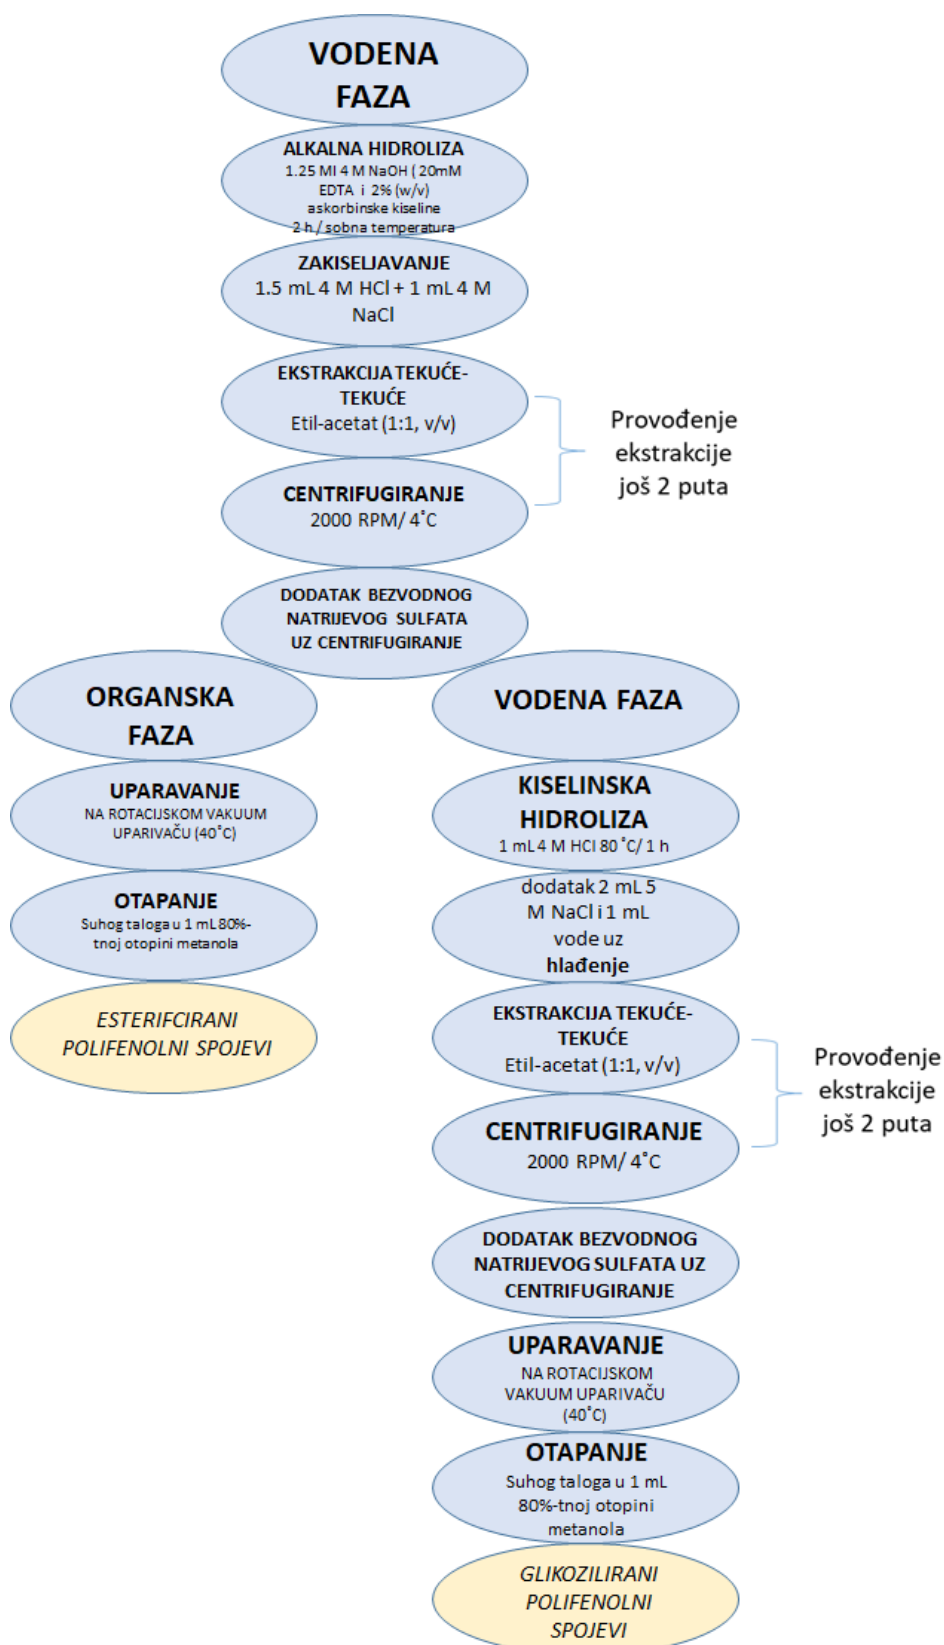 VODENA
FAZA
ALKALNA HIDROLIZA
1.25 Ml 4 M NaOH ( 20mM
EDTA i 2% (w/v)
askorbinske kiseline
2 h / sobna temperatura
ZAKISELJAVANJE
1.5 mL 4 M HCl + 1 mL 4 M
NaCl
EKSTRAKCIJA TEKUĆE-
TEKUĆE
Etil-acetat (1:1, v/v)
CENTRIFUGIRANJE
2000 RPM/ 4˚C
Provođenje
ekstrakcije
još 2 puta
DODATAK BEZVODNOG
NATRIJEVOG SULFATA
UZ CENTRIFUGIRANJE
ORGANSKA
FAZA
UPARAVANJE
NA ROTACIJSKOM VAKUUM
UPARIVAČU (40˚C)
OTAPANJE
Suhog taloga u 1 mL 80%-
tnoj otopini metanola
ESTERIFCIRANI
POLIFENOLNI SPOJEVI
VODENA FAZA
KISELINSKA
HIDROLIZA
1 mL 4 M HCl 80 ˚C/ 1 h
dodatak 2 mL 5
M NaCl i 1 mL
vode uz
hlađenje
EKSTRAKCIJA TEKUĆE-
TEKUĆE
Etil-acetat (1:1, v/v)
CENTRIFUGIRANJE
2000 RPM/ 4˚C
Provođenje
ekstrakcije
još 2 puta
DODATAK BEZVODNOG
NATRIJEVOG SULFATA UZ
CENTRIFUGIRANJE
UPARAVANJE
NA ROTACIJSKOM
VAKUUM UPARIVAČU
(40˚C)
OTAPANJE
Suhog taloga u 1 mL
80%-tnoj otopini
metanola
GLIKOZILIRANI
POLIFENOLNI
SPOJEVI